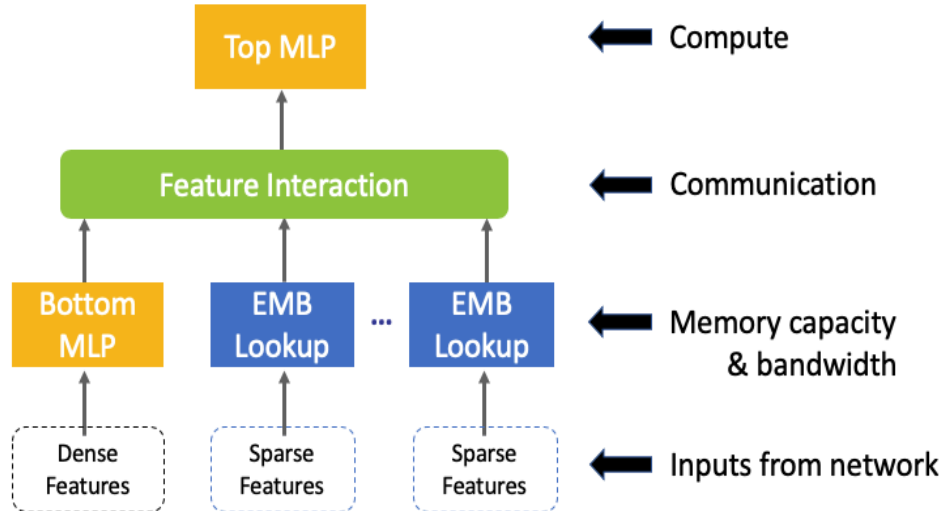 Top MLP
Compute
Feature Interaction
Communication
Bottom
MLP
EMB
Lookup
...
EMB
Lookup
Memory capacity
& bandwidth
Dense
Features
Sparse
Features
Sparse
Features
Inputs from network